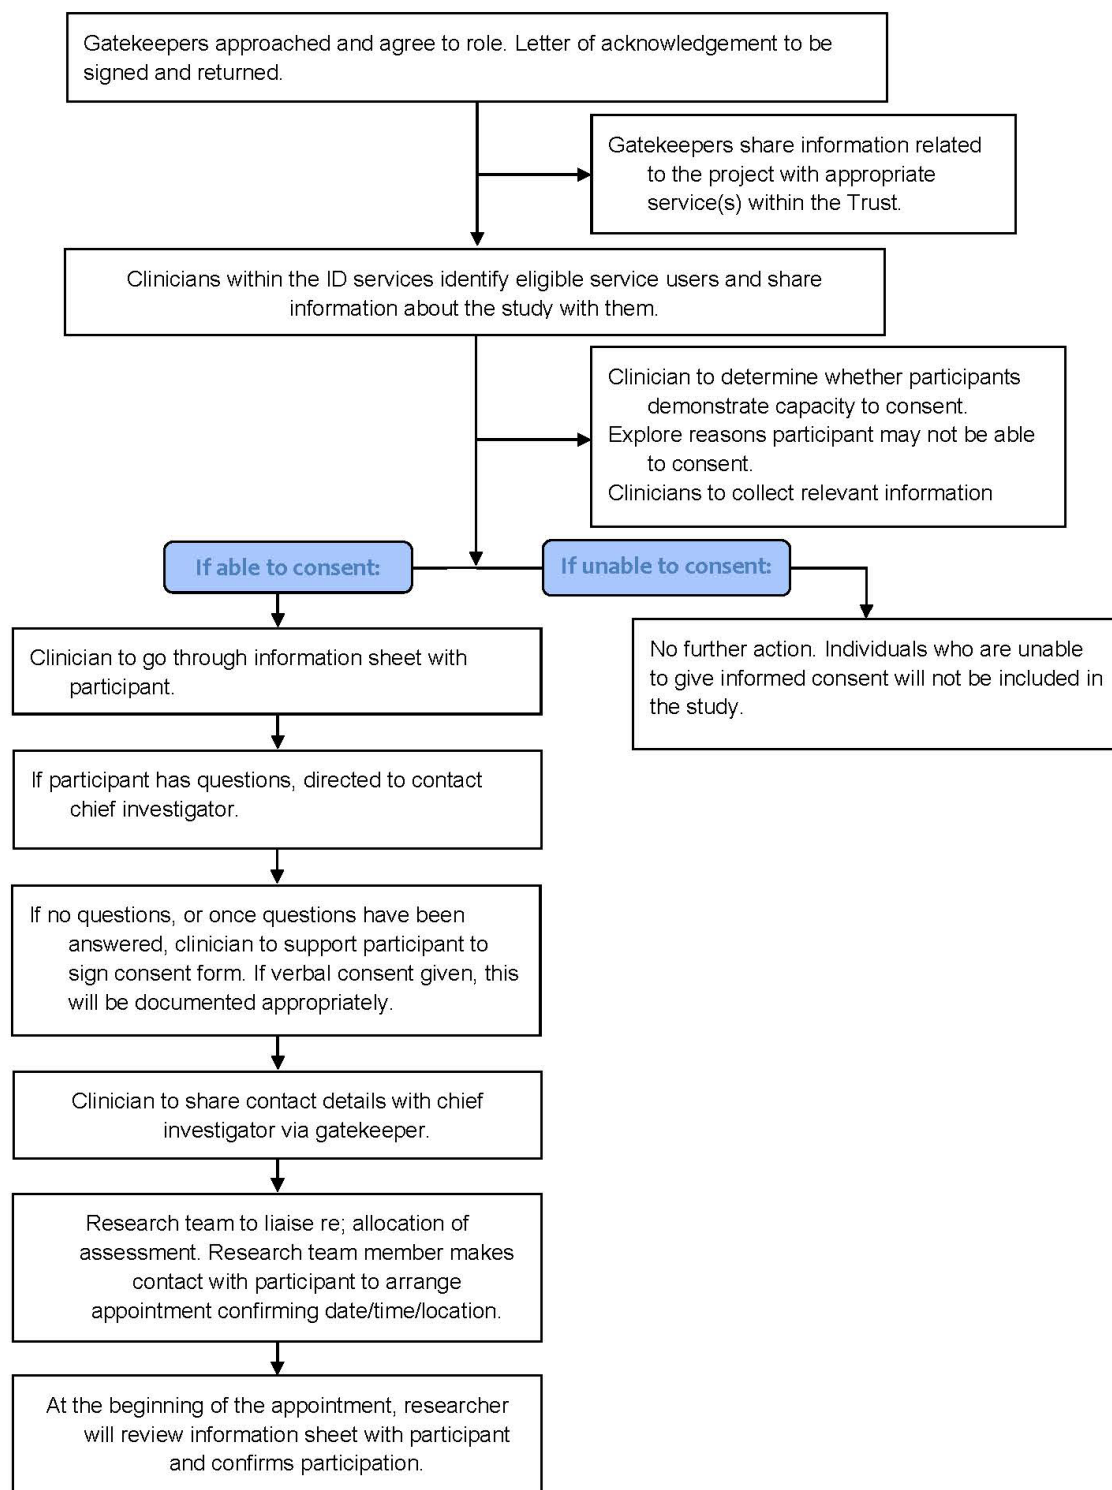 Gatekeepers approached and agree to role. Letter of acknowledgement to be
signed and returned.
Gatekeepers share information related
to the project with appropriate
service(s) within the Trust.
Clinicians within the ID services identify eligible service users and share
information about the study with them.
Clinician to determine whether participants
demonstrate capacity to consent.
Explore reasons participant may not be able
to consent.
Clinicians to collect relevant information
If able to consent:
If unable to consent:
Clinician to go through information sheet with
participant.
No further action. Individuals who are unable
to give informed consent will not be included in
the study.
If participant has questions, directed to contact
chief investigator.
If no questions, or once questions have been
answered, clinician to support participant to
sign consent form. If verbal consent given, this
will be documented appropriately.
Clinician to share contact details with chief
investigator via gatekeeper.
Research team to liaise re; allocation of
assessment. Research team member makes
contact with participant to arrange
appointment confirming date/time/location.
At the beginning of the appointment, researcher
will review information sheet with participant
and confirms participation.